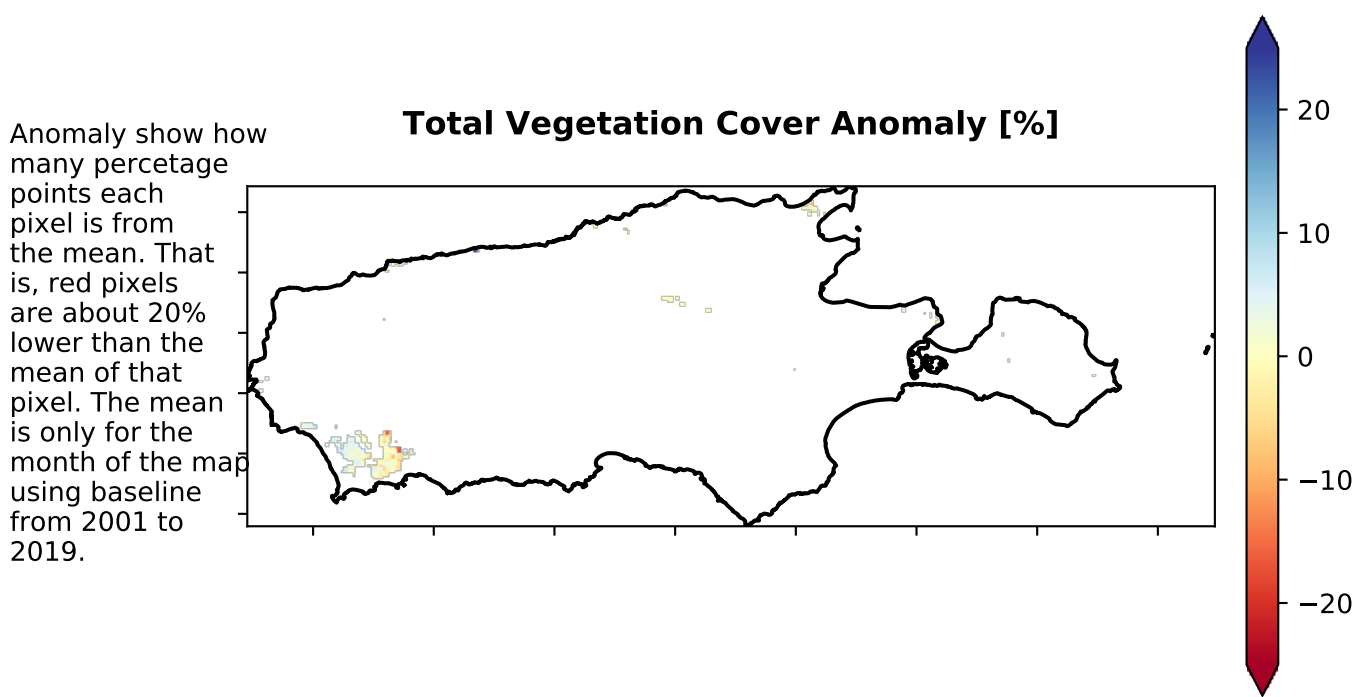 Total Vegetation Cover Anomaly [%]
Anomaly show how
many percetage
points each
pixel is from
the mean. That
is, red pixels
are about 20%
lower than the
mean of that
pixel. The mean
is only for the
month of the map
using baseline
from 2001 to
2019.
20
10
0
−10
−20